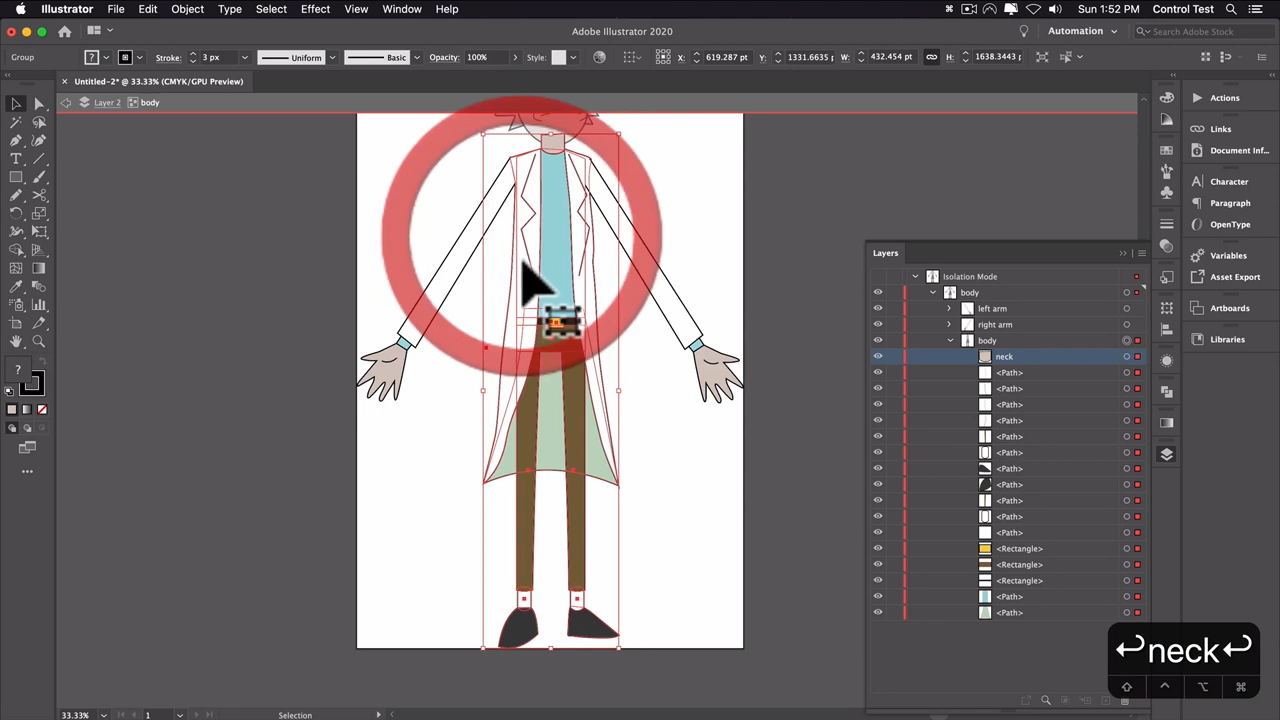 Illustrator File Edit Object Type Select Effect View Window Help Sun 1:52 PM Control Test
Adobe Illustrator 2020 Automation Search Adobe Stock
Group ? Stroke: 3 px Uniform Basic Opacity: 100% Style: X: 619.287 pt Y: 1331.6635 W: 432.454 pt H: 1638.3443
× Untitled-2* @ 33.33% (CMYK/GPU Preview)
Layer 2 body
Actions
Links
Document Inf...
Character
Paragraph
OpenType
Variables
Asset Export
Artboards
Libraries
Layers
Isolation Mode
body
left arm
right arm
body
neck
<Path>
<Path>
<Path>
<Path>
<Path>
<Path>
<Path>
<Path>
<Path>
<Path>
<Path>
<Rectangle>
<Rectangle>
<Rectangle>
<Path>
<Path>
?
neck
33.33% 1 Selection